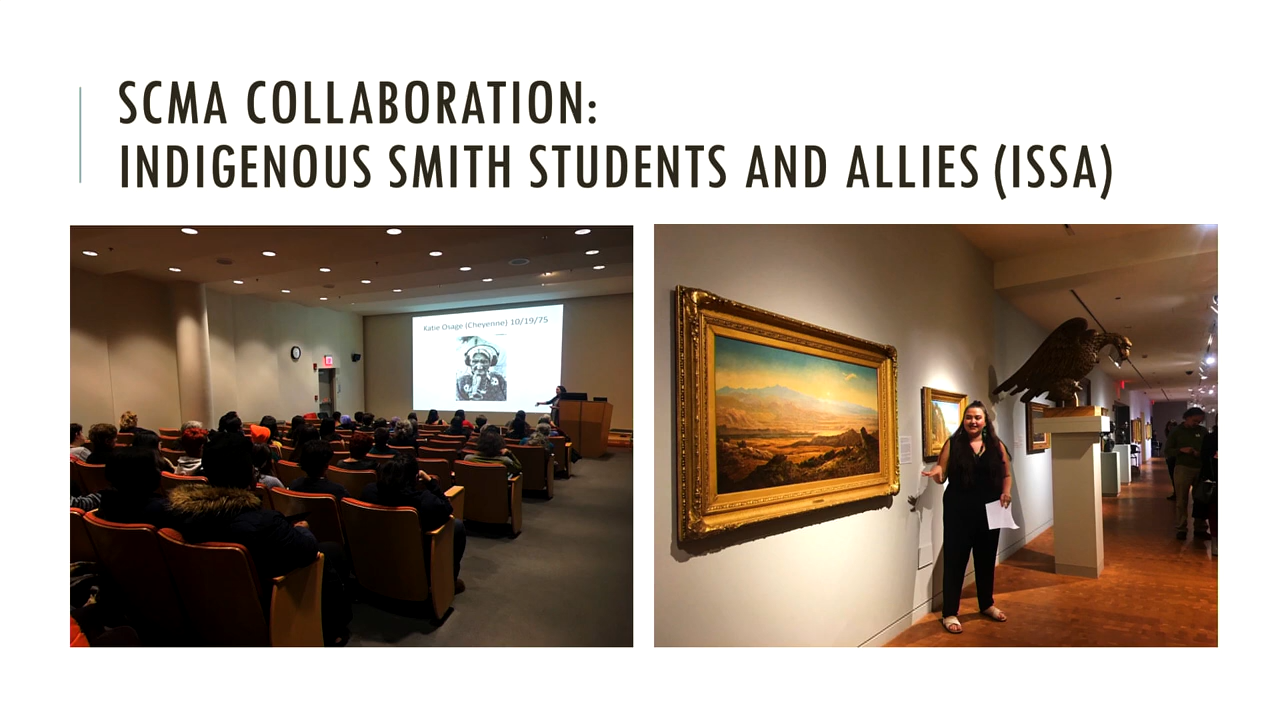 SCMA COLLABORATION:
INDIGENOUS SMITH STUDENTS AND ALLIES (ISSA)
Katie Osage (Cheyenne) 10/19/75